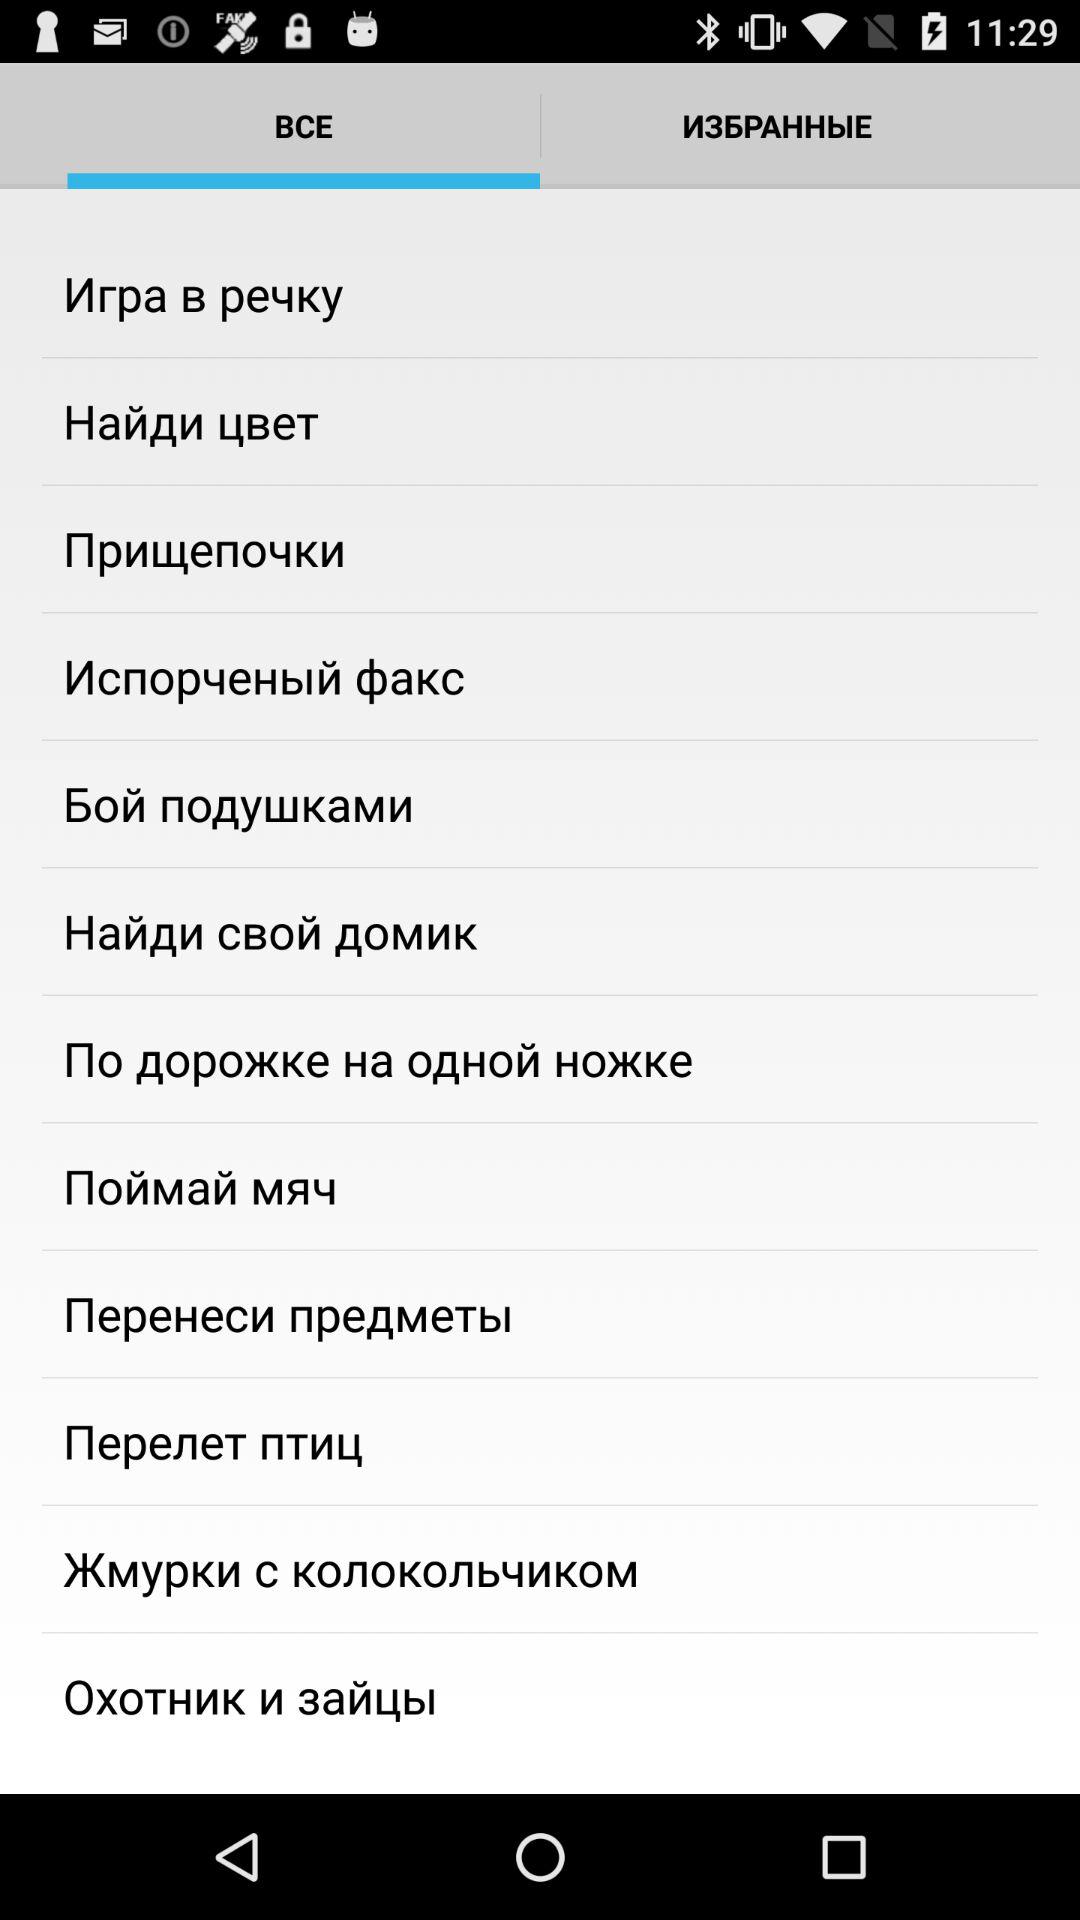 FAK
11:29
ВСЕ
ИЗБРАННЫЕ
Игра в речку
Найди цвет
Прищепочки
Испорченый факс
Бой подушками
Найди свой домик
По дорожке на одной ножке
Поймай мяч
Перенеси предметы
Перелет птиц
Жмурки с колокольчиком
Охотник и зайцы